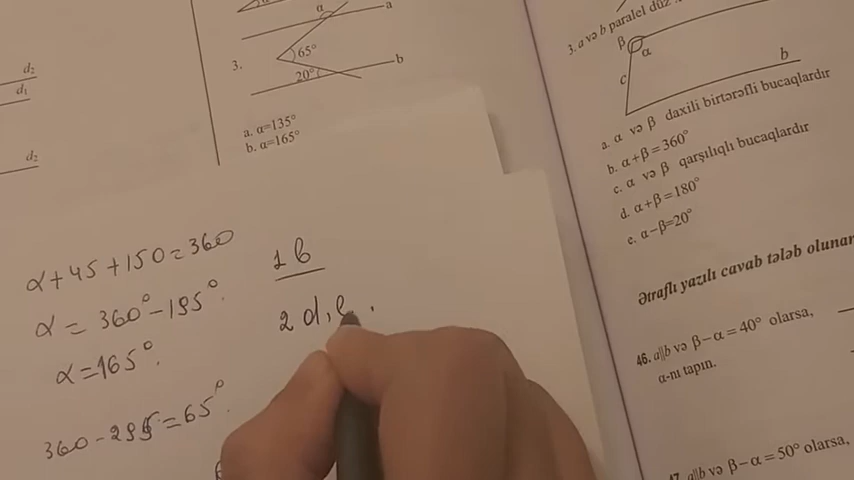 d₂
d₁
d₂
α
a
3.
65°
20°
b
a. α=135°
b. α=165°
α+45+150=360
α = 360°-195°.
α=165°.
360-295=65°.
1b
2 d, e.
3. a və b paralel düz
β
α
c
b
a. α və β daxili birtərəfli bucaqlardır
b. α+β=360°
c. α və β qarşılıqlı bucaqlardır
d. α+β=180°
e. α-β=20°
Ətraflı yazılı cavab tələb olunan
46. a||b və β-α=40° olarsa,
α-nı tapın.
47. a||b və β-α=50° olarsa,